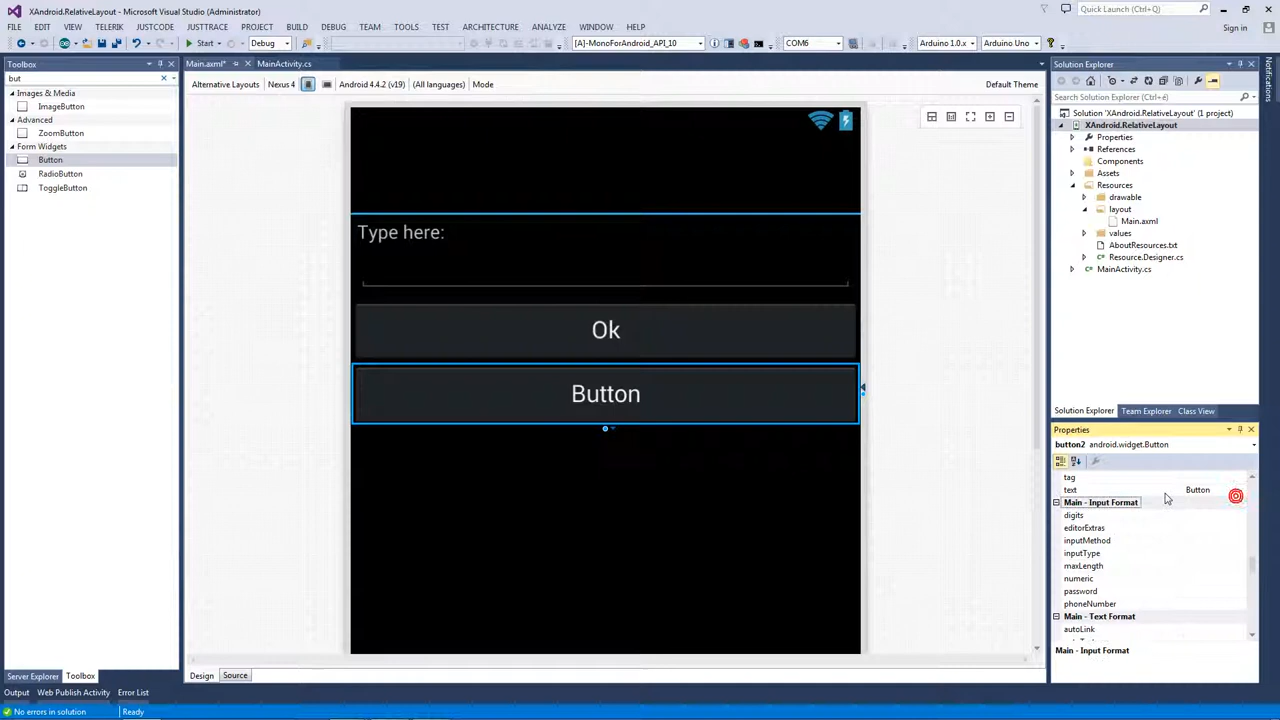 XAndroid.RelativeLayout - Microsoft Visual Studio (Administrator)
Quick Launch (Ctrl+Q)
FILE EDIT VIEW TELERIK JUSTCODE JUSTTRACE PROJECT BUILD DEBUG TEAM TOOLS TEST ARCHITECTURE ANALYZE WINDOW HELP
Sign in
Start Debug [A]-MonoForAndroid_API_10 COM6 Arduino 1.0.x Arduino Uno
Toolbox
but
Images & Media
ImageButton
Advanced
ZoomButton
Form Widgets
Button
RadioButton
ToggleButton
Server Explorer Toolbox
Main.axml* MainActivity.cs
Alternative Layouts Nexus 4 Android 4.4.2 (v19) (All languages) Mode Default Theme
Type here:
Ok
Button
Design Source
Solution Explorer
Search Solution Explorer
Solution 'XAndroid.RelativeLayout' (1 project)
XAndroid.RelativeLayout
Properties
References
Components
Assets
Resources
drawable
layout
Main.axml
values
AboutResources.txt
Resource.Designer.cs
MainActivity.cs
Solution Explorer Team Explorer Class View
Properties
button2 android.widget.Button
tag
text Button
Main - Input Format
digits
editorExtras
inputMethod
inputType
maxLength
numeric
password
phoneNumber
Main - Text Format
autoLink
Main - Input Format
Notifications
Output Web Publish Activity Error List
No errors in solution Ready